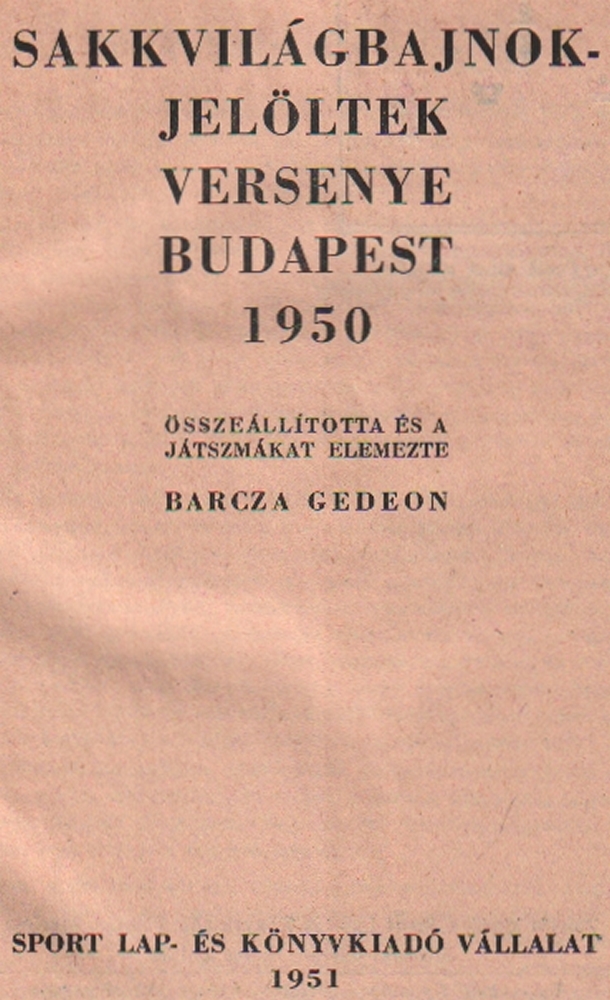 SAKKVILÁGBAJNOK-
JELÖLTEK
VERSENYE
BUDAPEST
1950
ÖSSZEÁLLÍTOTTA ÉS A
JÁTSZMÁKAT ELEMEZTE
BARCZA GEDEON
SPORT LAP- ÉS KÖNYVKIADÓ VÁLLALAT
1951